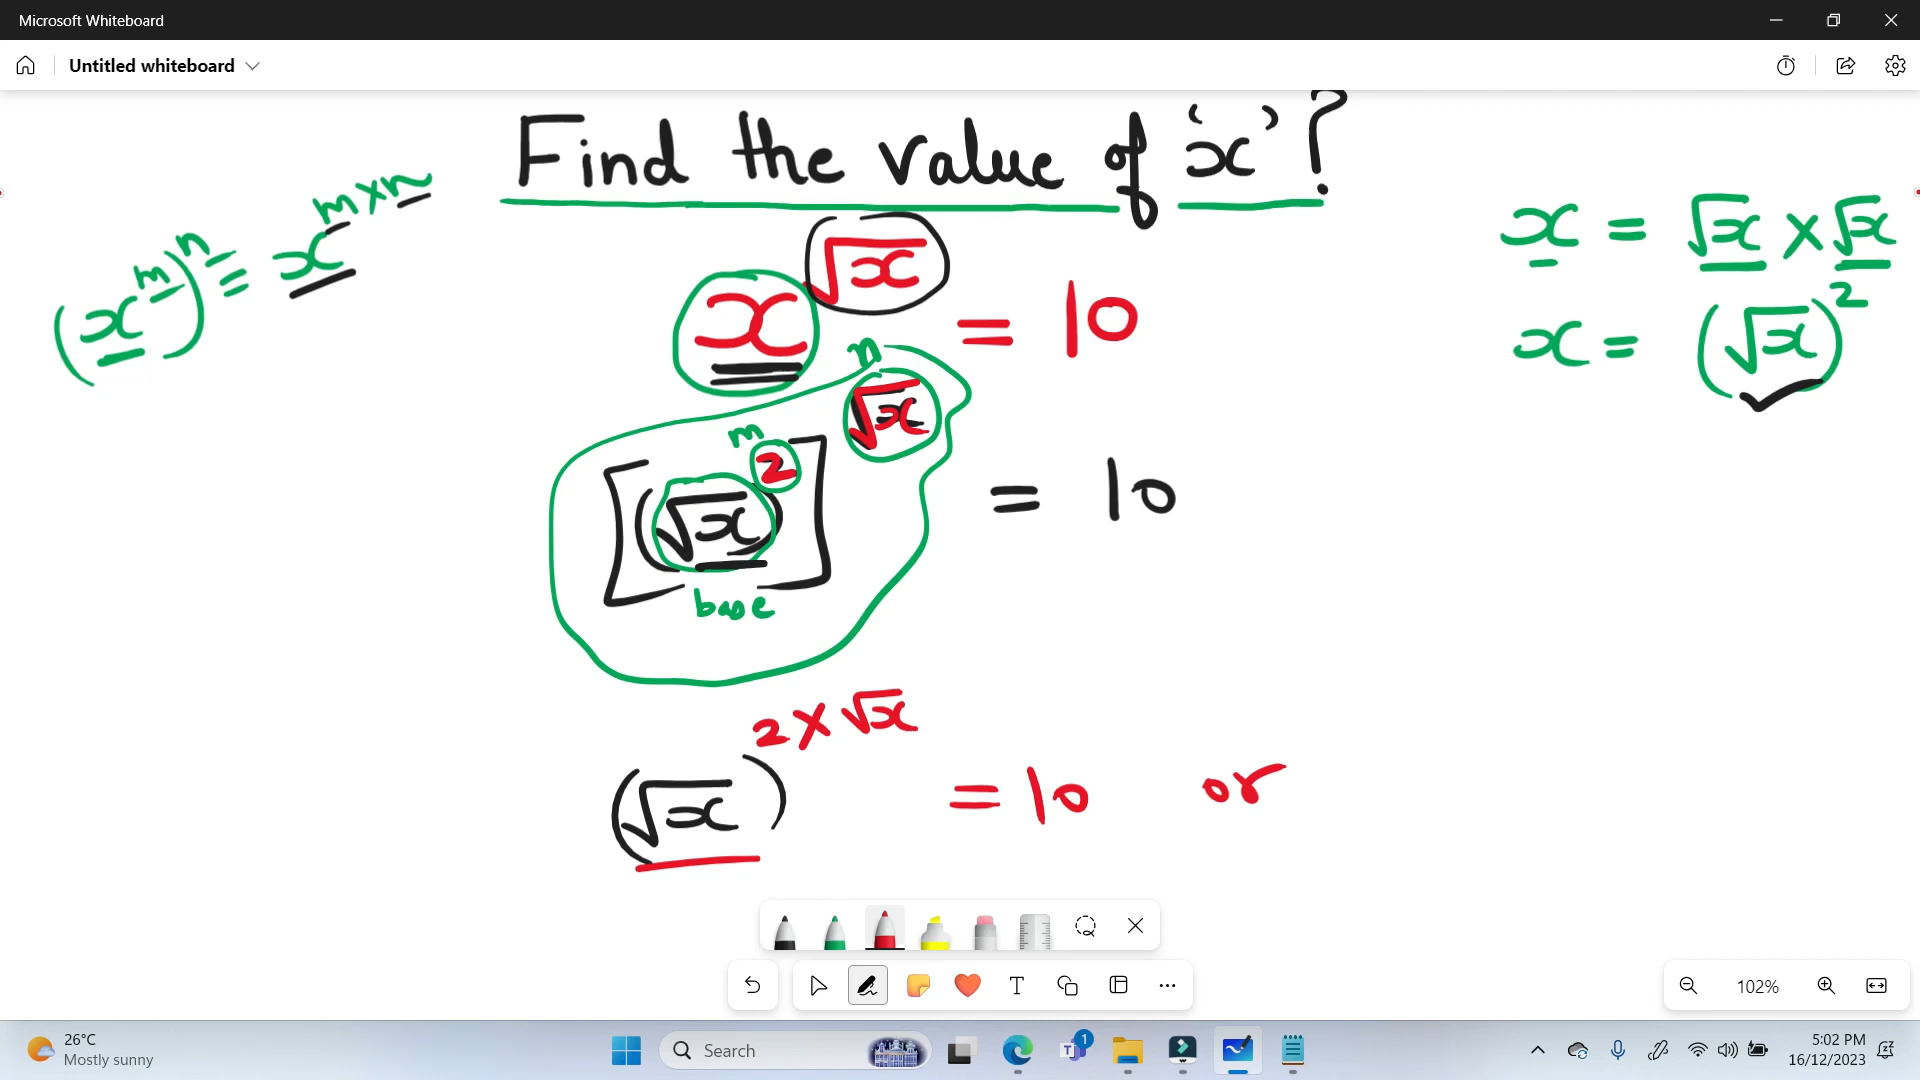 Microsoft Whiteboard
Untitled whiteboard
Find the value of 'x'?
(x^m)^n = x^(m×n)
x = √x × √x
x = (√x)^2
x^√x = 10
n
m
[(√x)^2]^√x = 10
base
(√x)^(2×√x) = 10 or
102%
26°C
Mostly sunny
Search
1
5:02 PM
16/12/2023